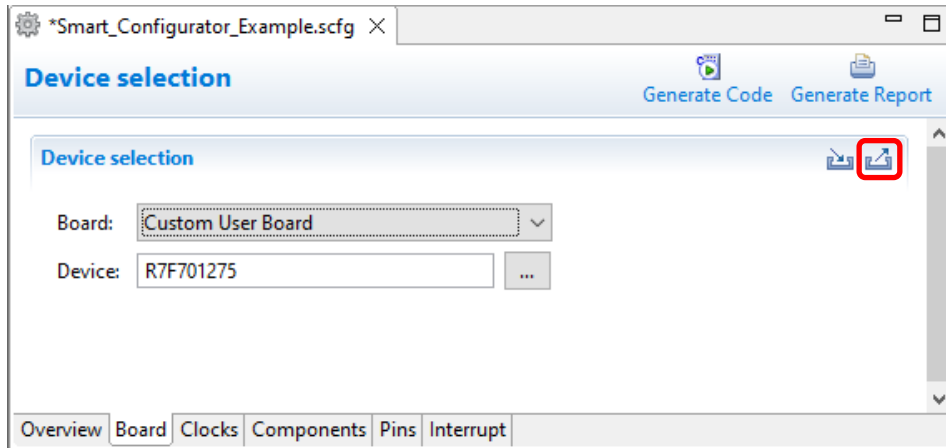 *Smart_Configurator_Example.scfg
Device selection
Generate Code Generate Report
Device selection
Board: Custom User Board
Device: R7F701275 ...
Overview Board Clocks Components Pins Interrupt